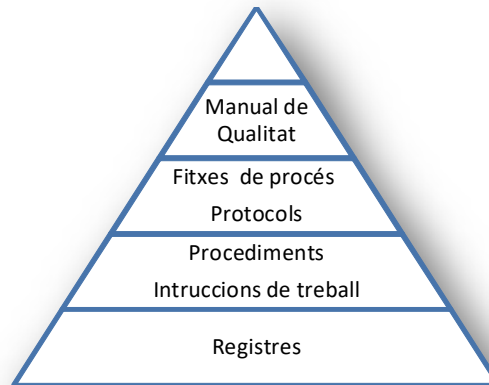 Manual de
Qualitat
Fitxes de procés
Protocols
Procediments
Intruccions de treball
Registres